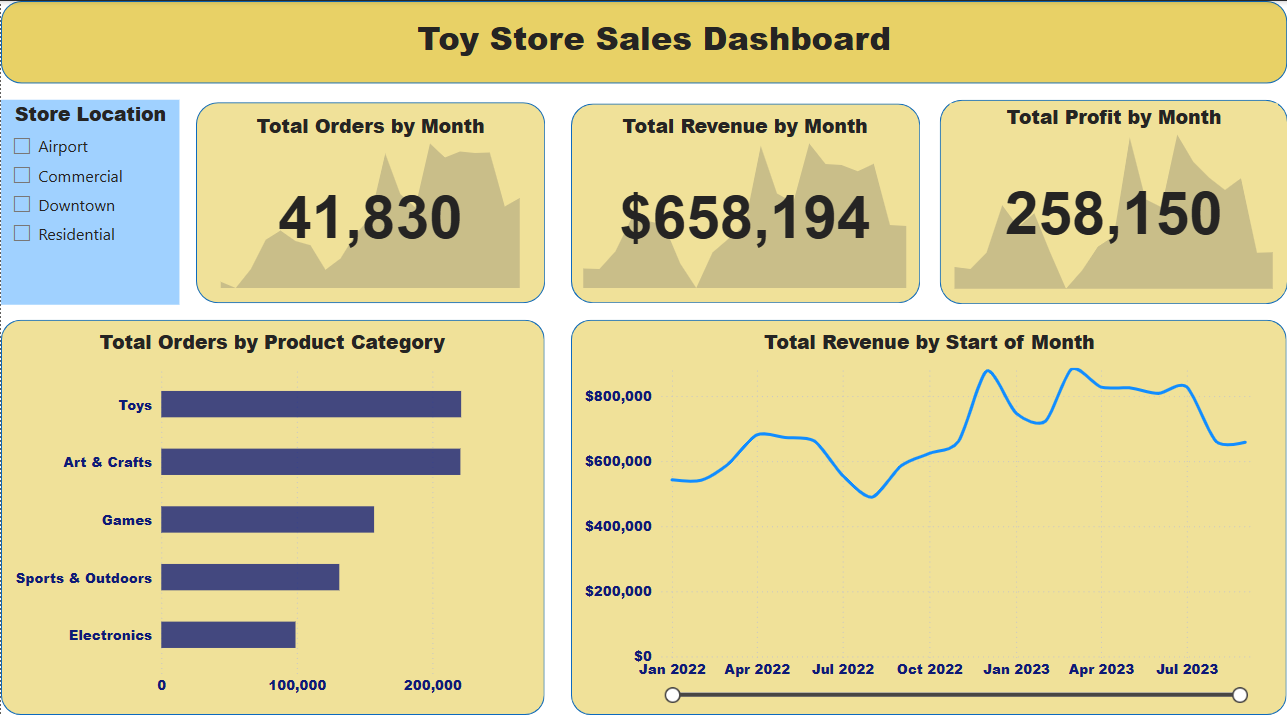 Toy Store Sales Dashboard
Store Location
Airport
Commercial
Downtown
Residential
Total Orders by Month
41,830
Total Revenue by Month
$658,194
Total Profit by Month
258,150
Total Orders by Product Category
Toys
Art & Crafts
Games
Sports & Outdoors
Electronics
0 100,000 200,000
Total Revenue by Start of Month
$800,000
$600,000
$400,000
$200,000
$0
Jan 2022 Apr 2022 Jul 2022 Oct 2022 Jan 2023 Apr 2023 Jul 2023